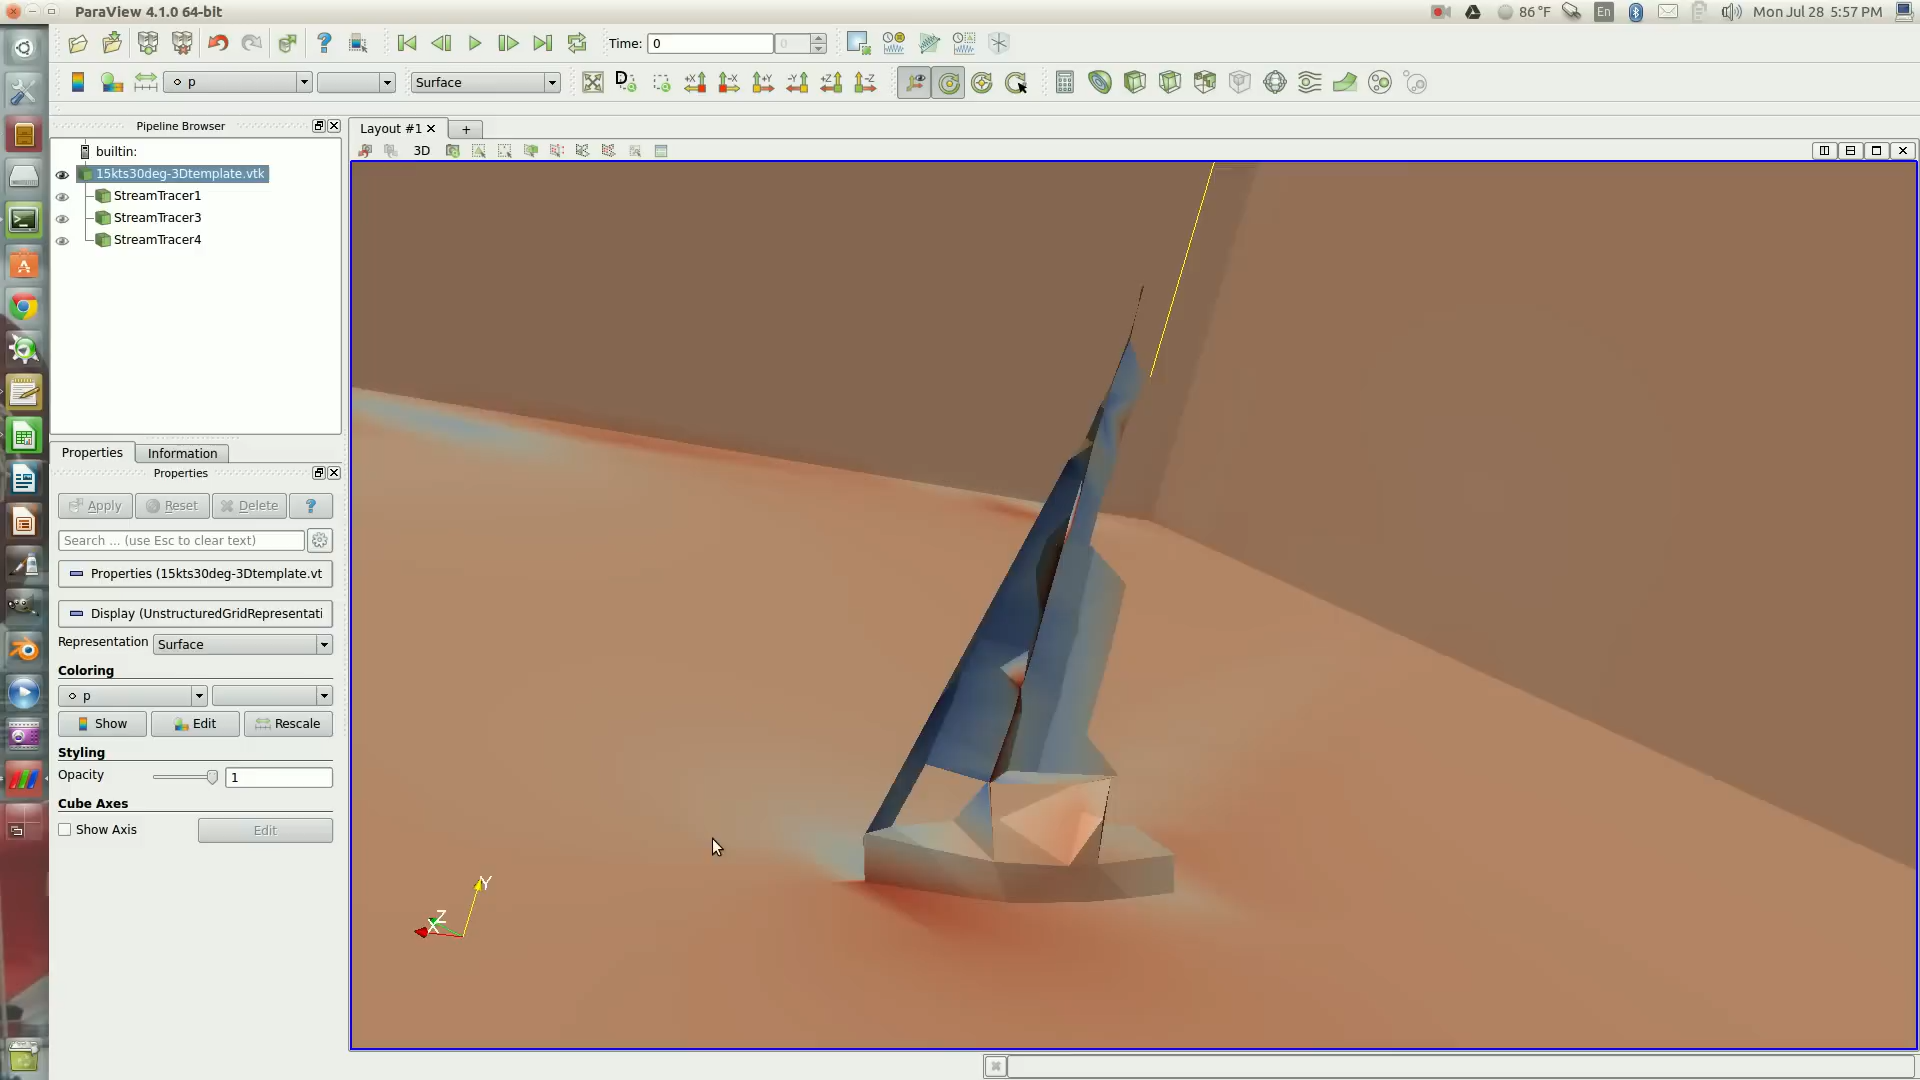 ParaView 4.1.0 64-bit
86 °F
En
Mon Jul 28 5:57 PM
Time: 0
0
p
Surface
+X
-X
+Y
-Y
+Z
-Z
Pipeline Browser
Layout #1
+
builtin:
3D
15kts30deg-3Dtemplate.vtk
StreamTracer1
StreamTracer3
StreamTracer4
Properties
Information
Properties
Apply
Reset
Delete
?
Search ... (use Esc to clear text)
Properties (15kts30deg-3Dtemplate.vt
Display (UnstructuredGridRepresentati
Representation Surface
Coloring
p
Show
Edit
Rescale
Styling
Opacity
1
Cube Axes
Show Axis
Edit
Y
Z
X